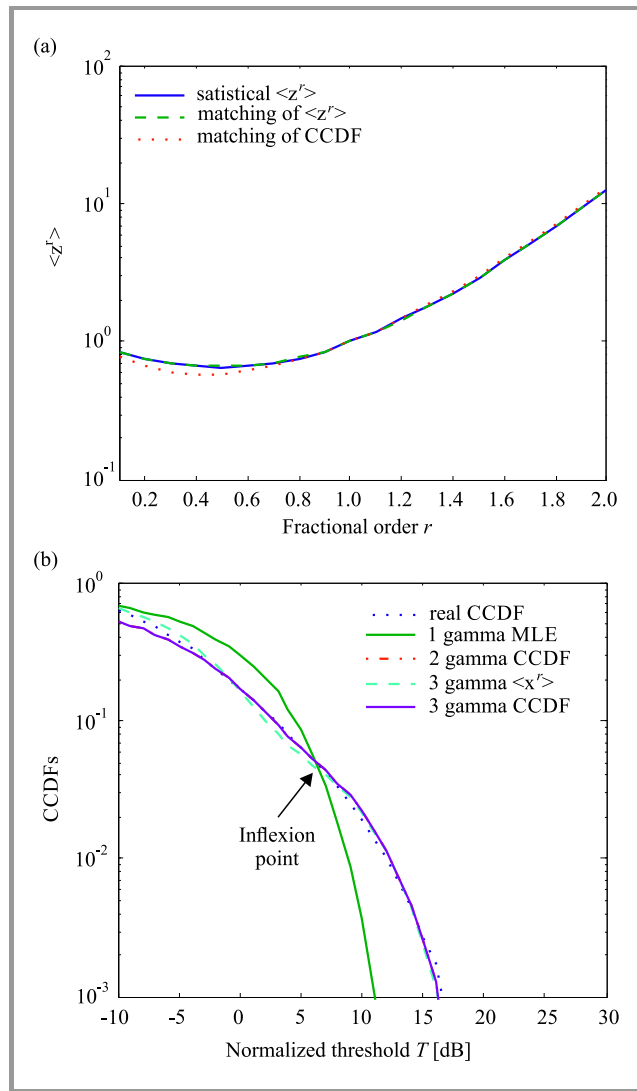 (a)
10^2
satistical <z^r>
matching of <z^r>
matching of CCDF
10^1
<z^r>
10^0
10^-1
0.2 0.4 0.6 0.8 1.0 1.2 1.4 1.6 1.8 2.0
Fractional order r
(b)
10^0
real CCDF
1 gamma MLE
2 gamma CCDF
3 gamma <x^r>
3 gamma CCDF
10^-1
CCDFs
Inflexion
point
10^-2
10^-3
-10 -5 0 5 10 15 20 25 30
Normalized threshold T [dB]